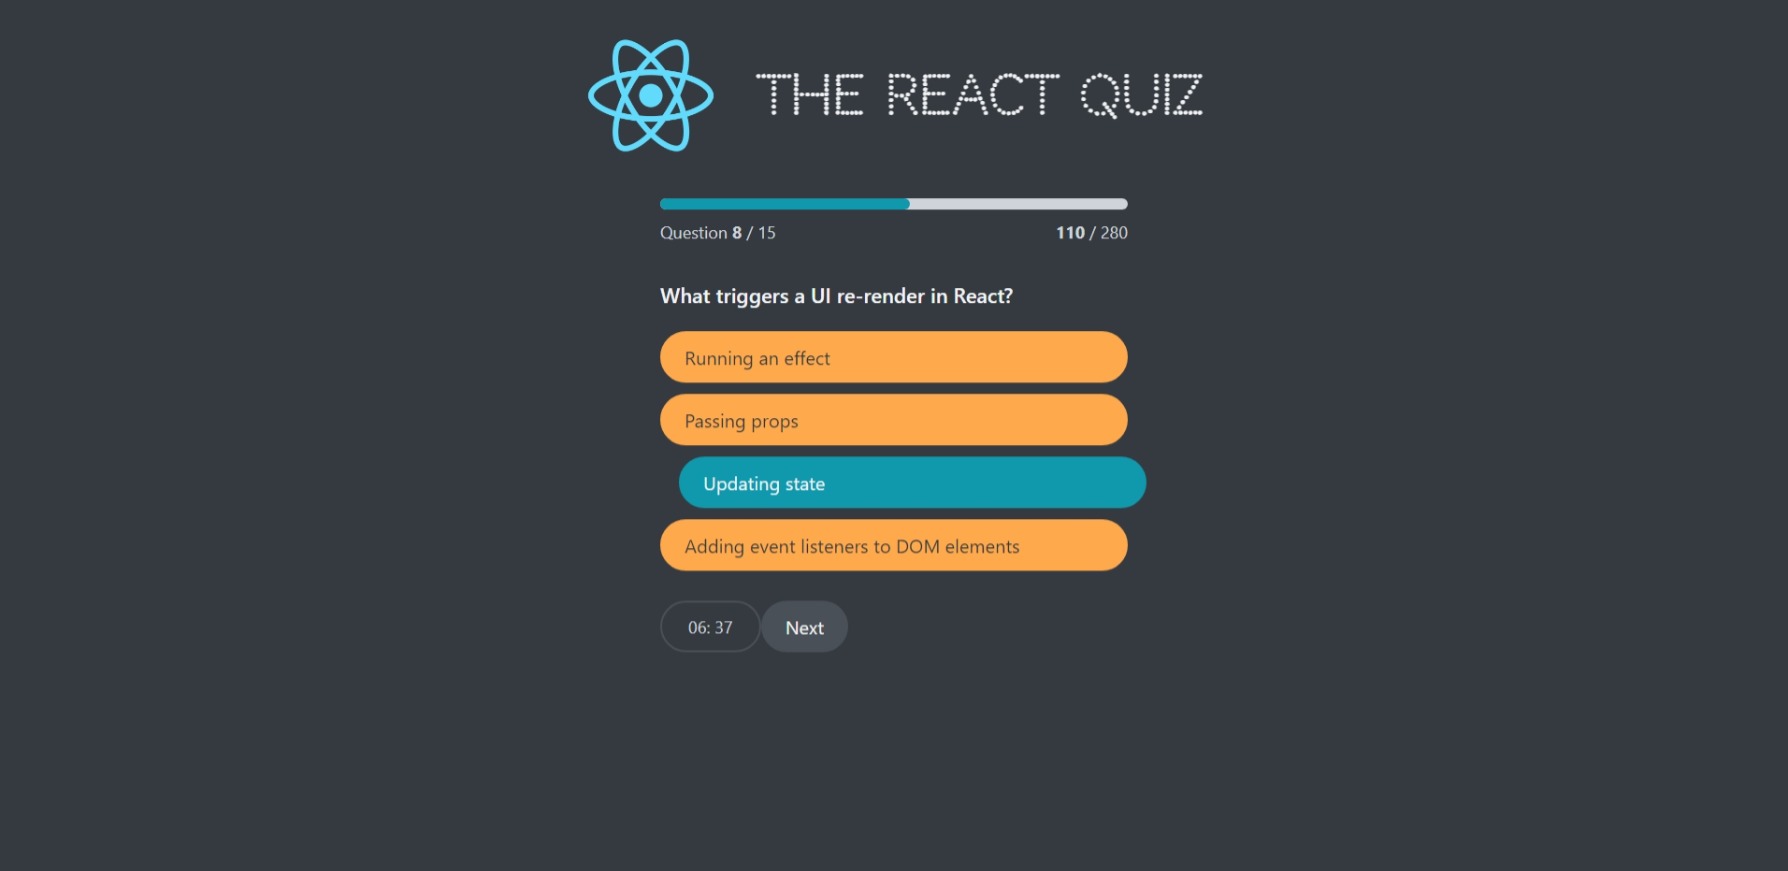 THE REACT QUIZ
Question 8 / 15
110 / 280
What triggers a UI re-render in React?
Running an effect
Passing props
Updating state
Adding event listeners to DOM elements
06: 37
Next